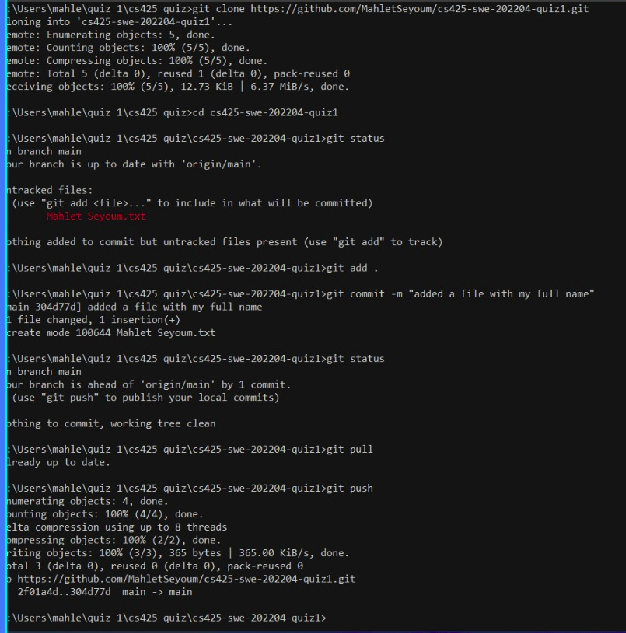 :\Users\mahle\quiz 1\cs425 quiz>git clone https://github.com/MahletSeyoum/cs425-swe-202204-quiz1.git
loning into 'cs425-swe-202204-quiz1'...
emote: Enumerating objects: 5, done.
emote: Counting objects: 100% (5/5), done.
emote: Compressing objects: 100% (5/5), done.
emote: Total 5 (delta 0), reused 1 (delta 0), pack-reused 0
eceiving objects: 100% (5/5), 12.73 KiB | 6.37 MiB/s, done.
:\Users\mahle\quiz 1\cs425 quiz>cd cs425-swe-202204-quiz1
:\Users\mahle\quiz 1\cs425 quiz\cs425-swe-202204-quiz1>git status
n branch main
our branch is up to date with 'origin/main'.
ntracked files:
(use "git add <file>..." to include in what will be committed)
Mahlet Seyoum.txt
othing added to commit but untracked files present (use "git add" to track)
:\Users\mahle\quiz 1\cs425 quiz\cs425-swe-202204-quiz1>git add .
:\Users\mahle\quiz 1\cs425 quiz\cs425-swe-202204-quiz1>git commit -m "added a file with my full name"
main 304d77d] added a file with my full name
1 file changed, 1 insertion(+)
create mode 100644 Mahlet Seyoum.txt
:\Users\mahle\quiz 1\cs425 quiz\cs425-swe-202204-quiz1>git status
n branch main
our branch is ahead of 'origin/main' by 1 commit.
(use "git push" to publish your local commits)
othing to commit, working tree clean
:\Users\mahle\quiz 1\cs425 quiz\cs425-swe-202204-quiz1>git pull
lready up to date.
:\Users\mahle\quiz 1\cs425 quiz\cs425-swe-202204-quiz1>git push
numerating objects: 4, done.
ounting objects: 100% (4/4), done.
elta compression using up to 8 threads
ompressing objects: 100% (2/2), done.
riting objects: 100% (3/3), 365 bytes | 365.00 KiB/s, done.
otal 3 (delta 0), reused 0 (delta 0), pack-reused 0
o https://github.com/MahletSeyoum/cs425-swe-202204-quiz1.git
2f01a4d..304d77d main -> main
:\Users\mahle\quiz 1\cs425 quiz\cs425-swe-202204-quiz1>